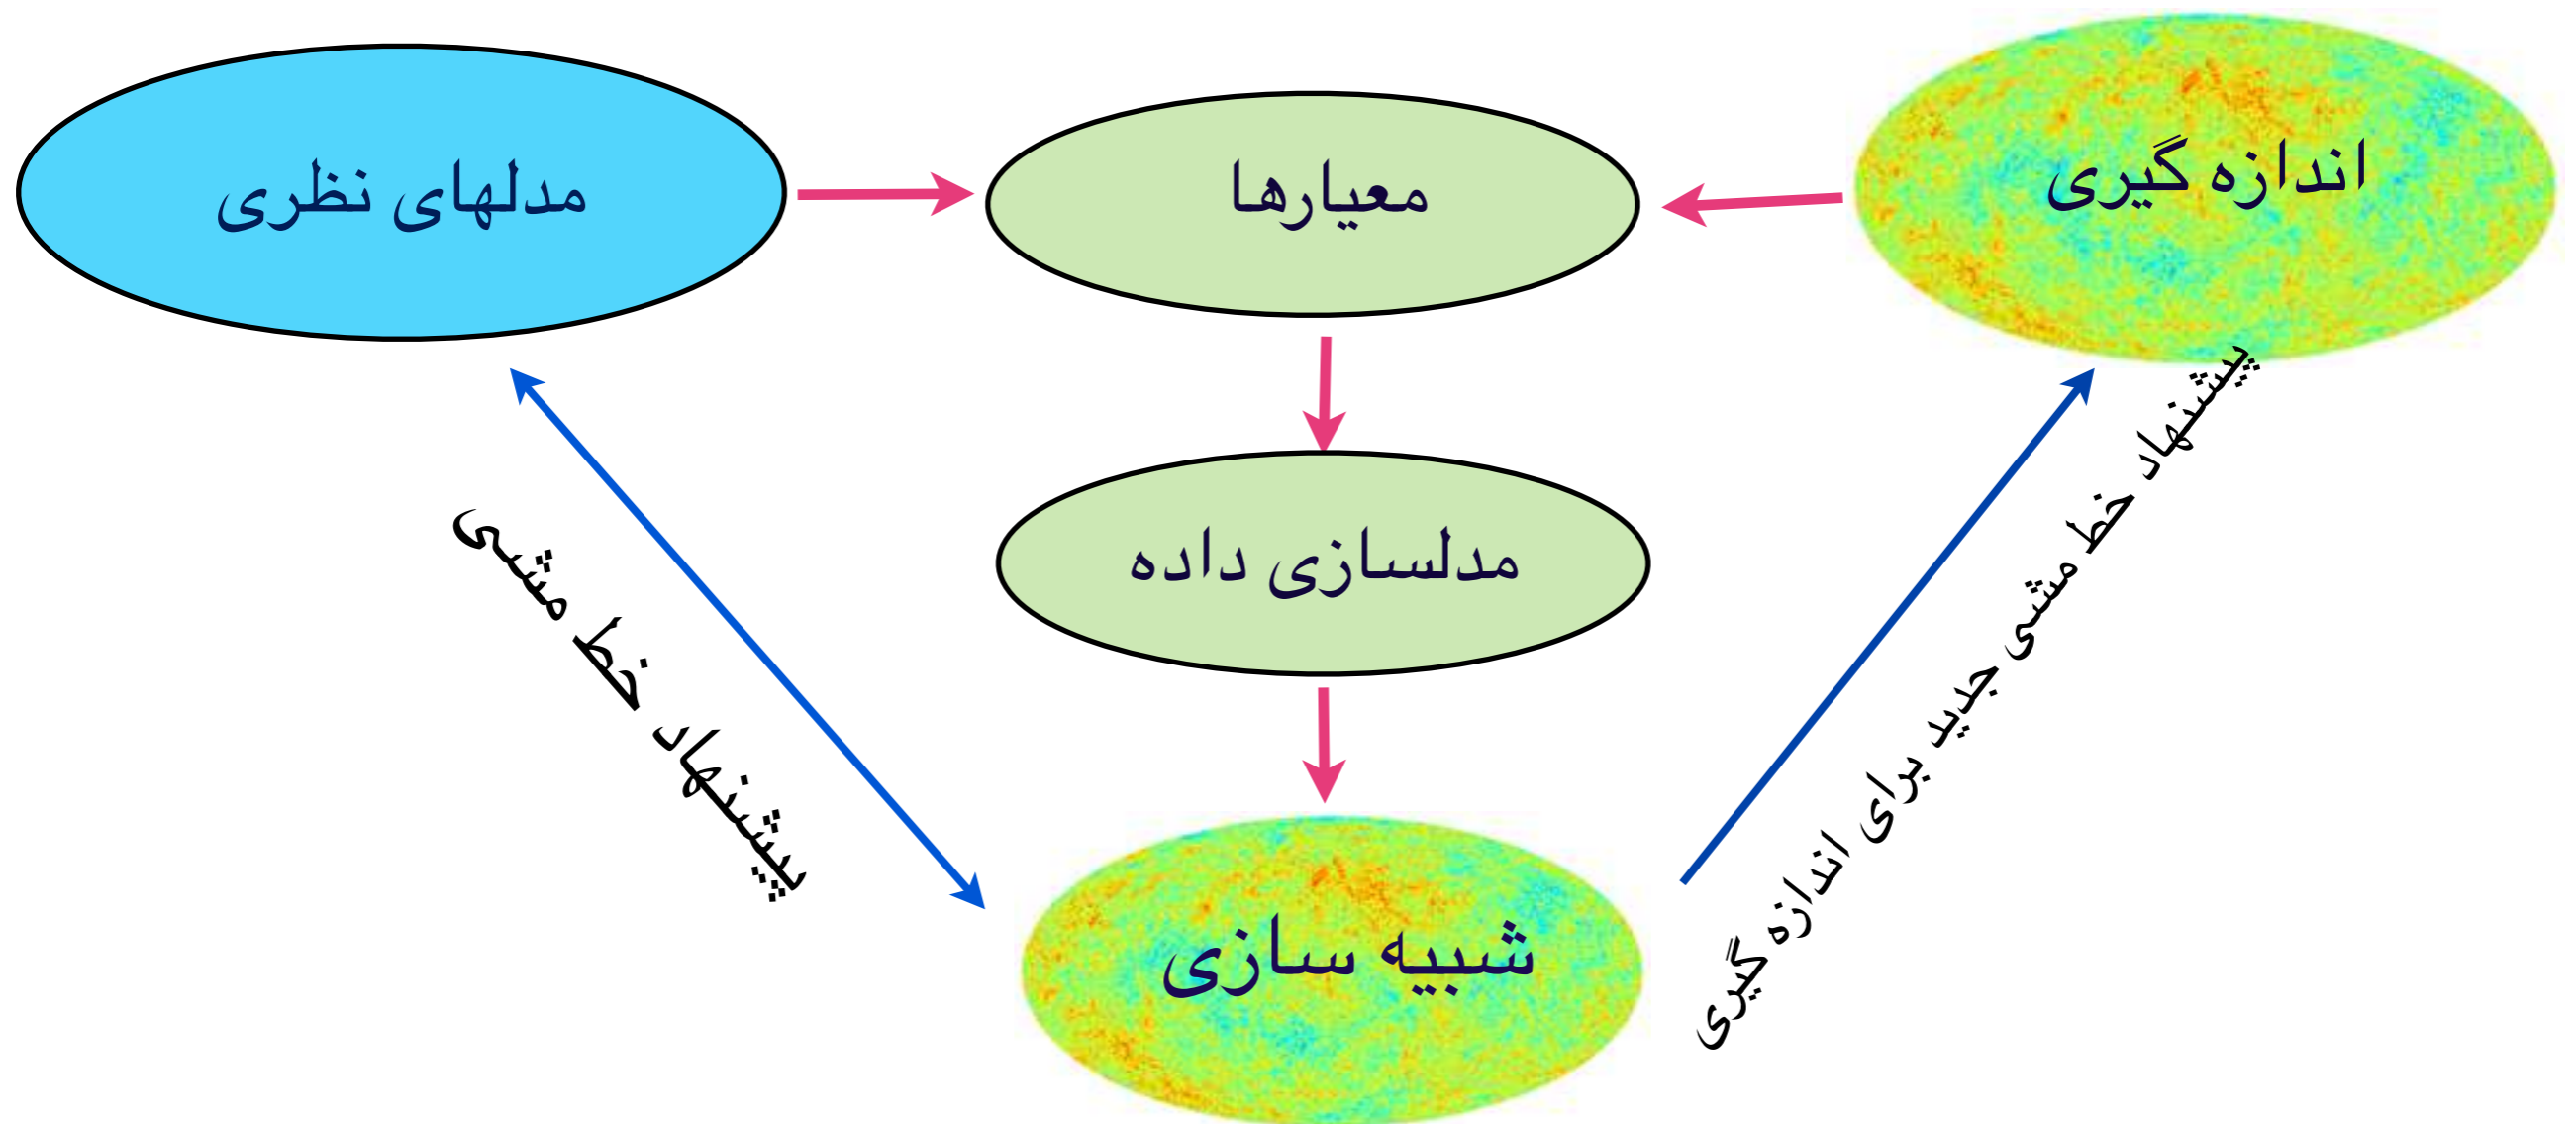 اندازه گیری
معیارها
مدلهای نظری
مدلسازی داده
شبیه سازی
پیشنهاد خط مشی جدید برای اندازه گیری
پیشنهاد خط مشی